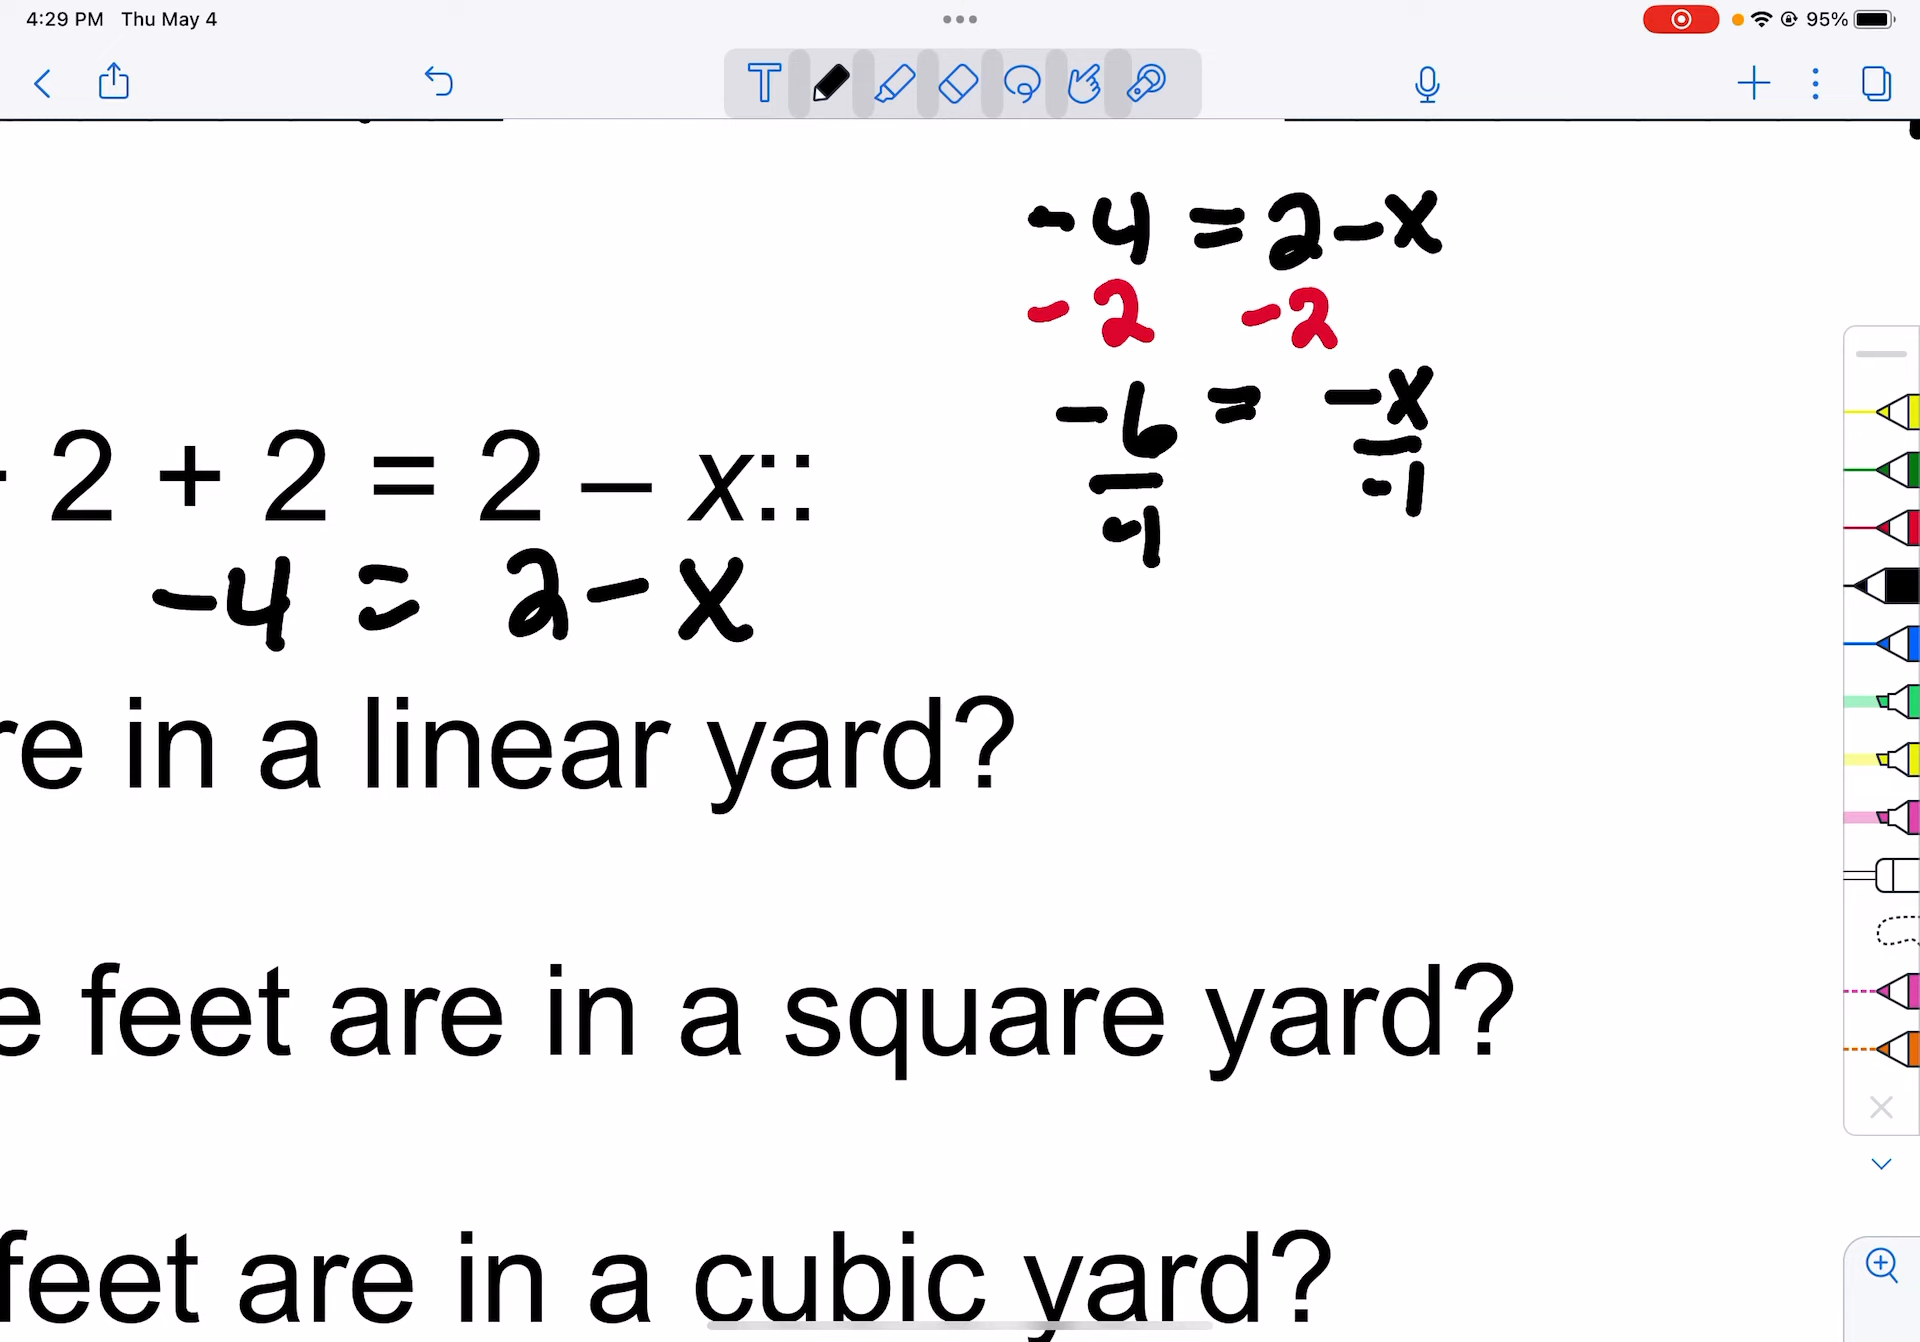 4:29 PM Thu May 4
95%
T
-4 = 2-x
-2 -2
-6 = -x
-1 -1
2 + 2 = 2 – x::
-4 = 2-x
re in a linear yard?
e feet are in a square yard?
feet are in a cubic yard?